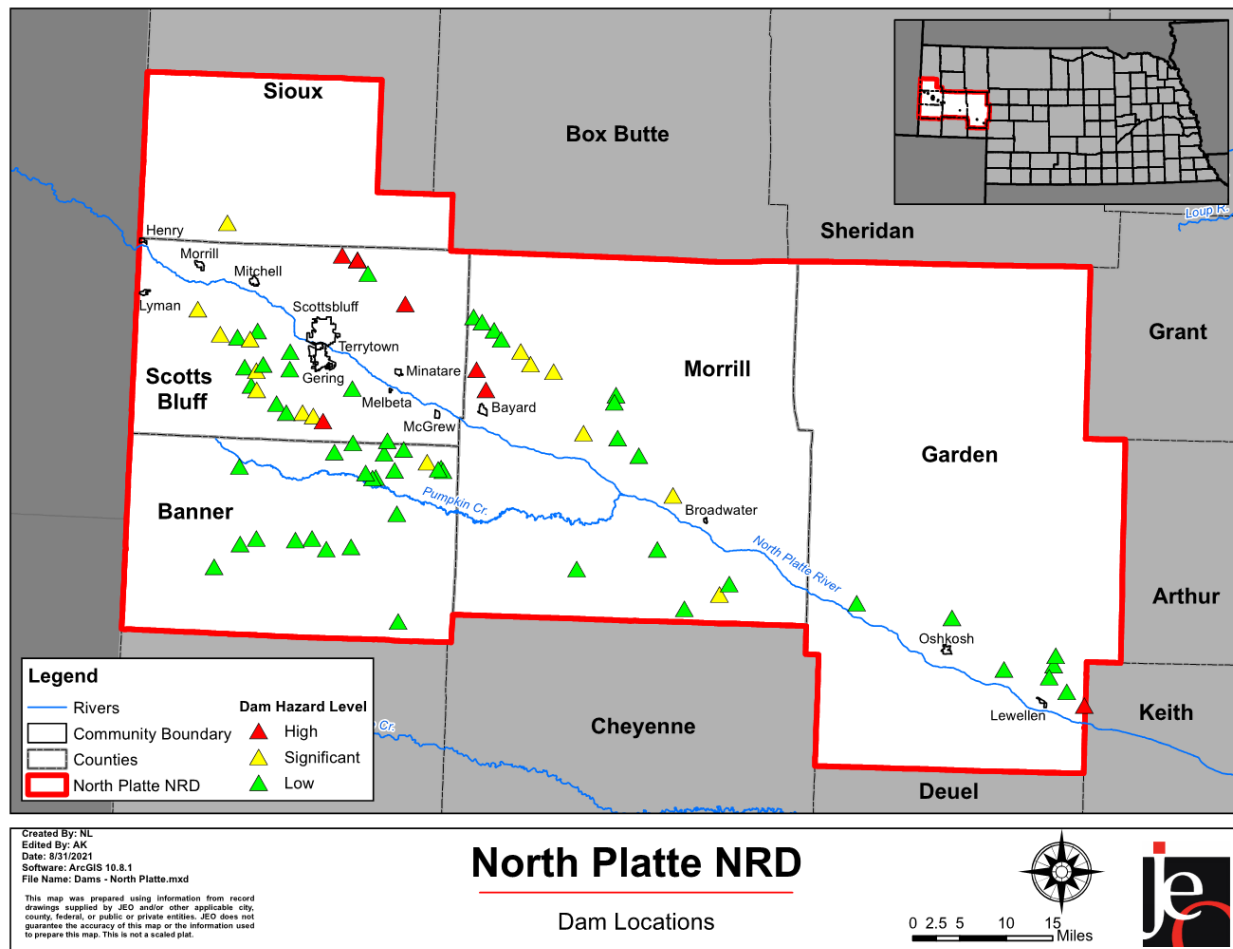 Sioux
Box Butte
Loup R.
Sheridan
Henry
Morrill
Mitchell
Lyman
Scottsbluff
Grant
Terrytown
Gering
Minatare
Morrill
Scotts
Bluff
Melbeta
McGrew
Bayard
Garden
Banner
Pumpkin Cr.
Broadwater
North Platte River
Arthur
Oshkosh
Lewellen
Keith
Cheyenne
Cr.
Deuel
Legend
Rivers
Community Boundary
Counties
North Platte NRD
Dam Hazard Level
High
Significant
Low
Created By: NL
Edited By: AK
Date: 8/31/2021
Software: ArcGIS 10.8.1
File Name: Dams - North Platte.mxd
This map was prepared using information from record
drawings supplied by JEO and/or other applicable city,
county, federal, or public or private entities. JEO does not
guarantee the accuracy of this map or the information used
to prepare this map. This is not a scaled plat.
North Platte NRD
Dam Locations
0 2.5 5 10 15
Miles
jeo